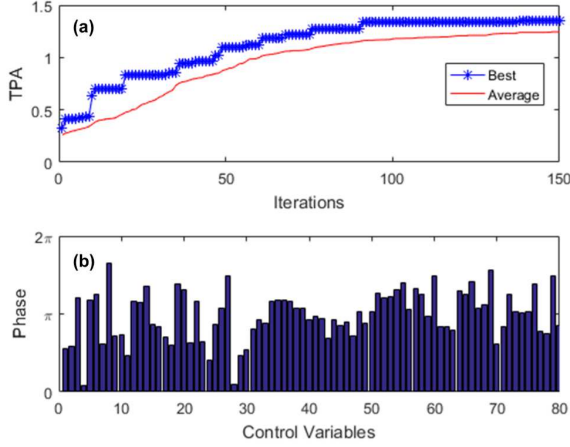 1.5
(a)
1
TPA
Best
Average
0.5
0
0 50 100 150
Iterations
2π
(b)
Phase
π
0
0 10 20 30 40 50 60 70 80
Control Variables